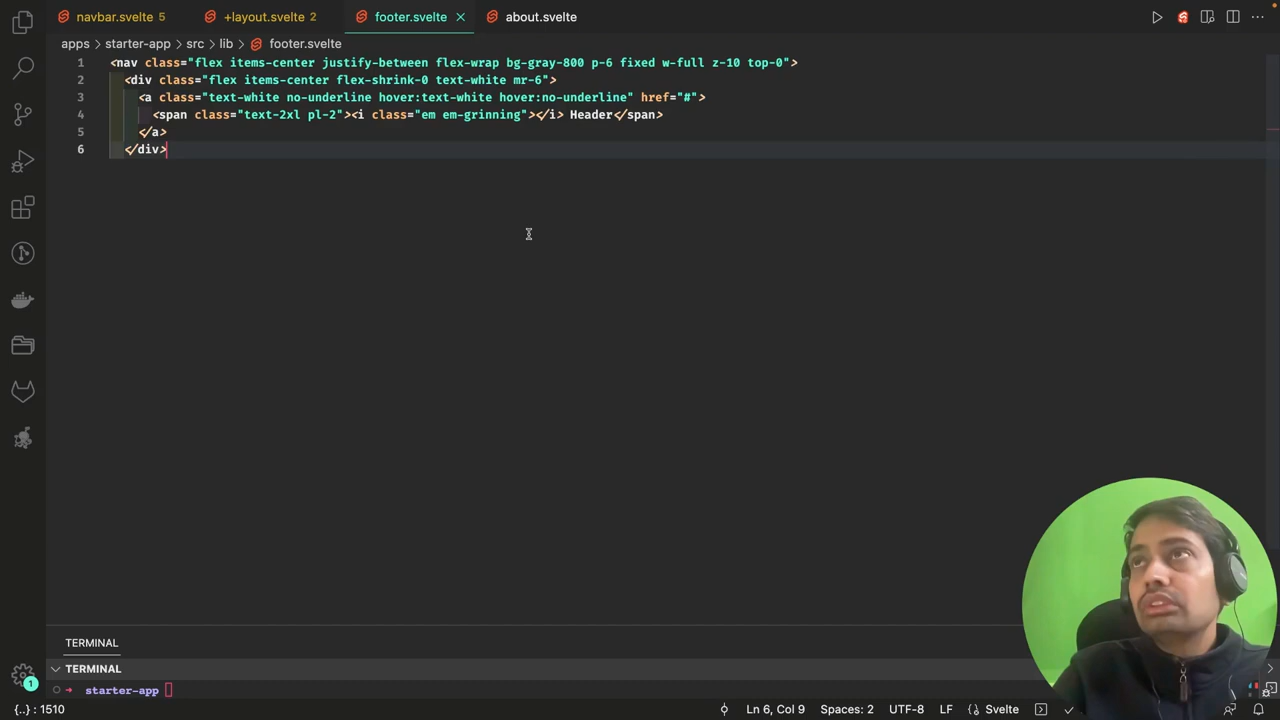 navbar.svelte 5 +layout.svelte 2 footer.svelte about.svelte
apps > starter-app > src > lib > footer.svelte
1 <nav class="flex items-center justify-between flex-wrap bg-gray-800 p-6 fixed w-full z-10 top-0">
2 <div class="flex items-center flex-shrink-0 text-white mr-6">
3 <a class="text-white no-underline hover:text-white hover:no-underline" href="#">
4 <span class="text-2xl pl-2"><i class="em em-grinning"></i> Header</span>
5 </a>
6 </div>
TERMINAL
TERMINAL
starter-app
1
{..} : 1510 Ln 6, Col 9 Spaces: 2 UTF-8 LF {} Svelte